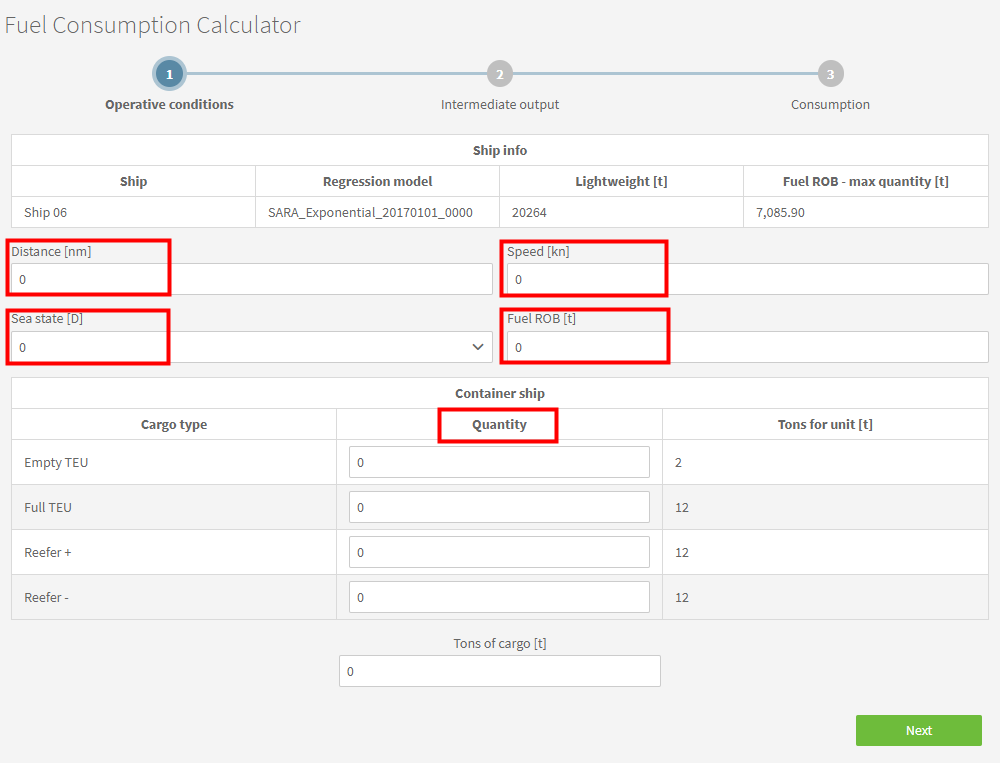 Fuel Consumption Calculator
1 2 3
Operative conditions Intermediate output Consumption
Ship info
Ship Regression model Lightweight [t] Fuel ROB - max quantity [t]
Ship 06 SARA_Exponential_20170101_0000 20264 7,085.90
Distance [nm] Speed [kn]
0 0
Sea state [D] Fuel ROB [t]
0 0
Container ship
Cargo type Quantity Tons for unit [t]
Empty TEU 0 2
Full TEU 0 12
Reefer + 0 12
Reefer - 0 12
Tons of cargo [t]
0
Next